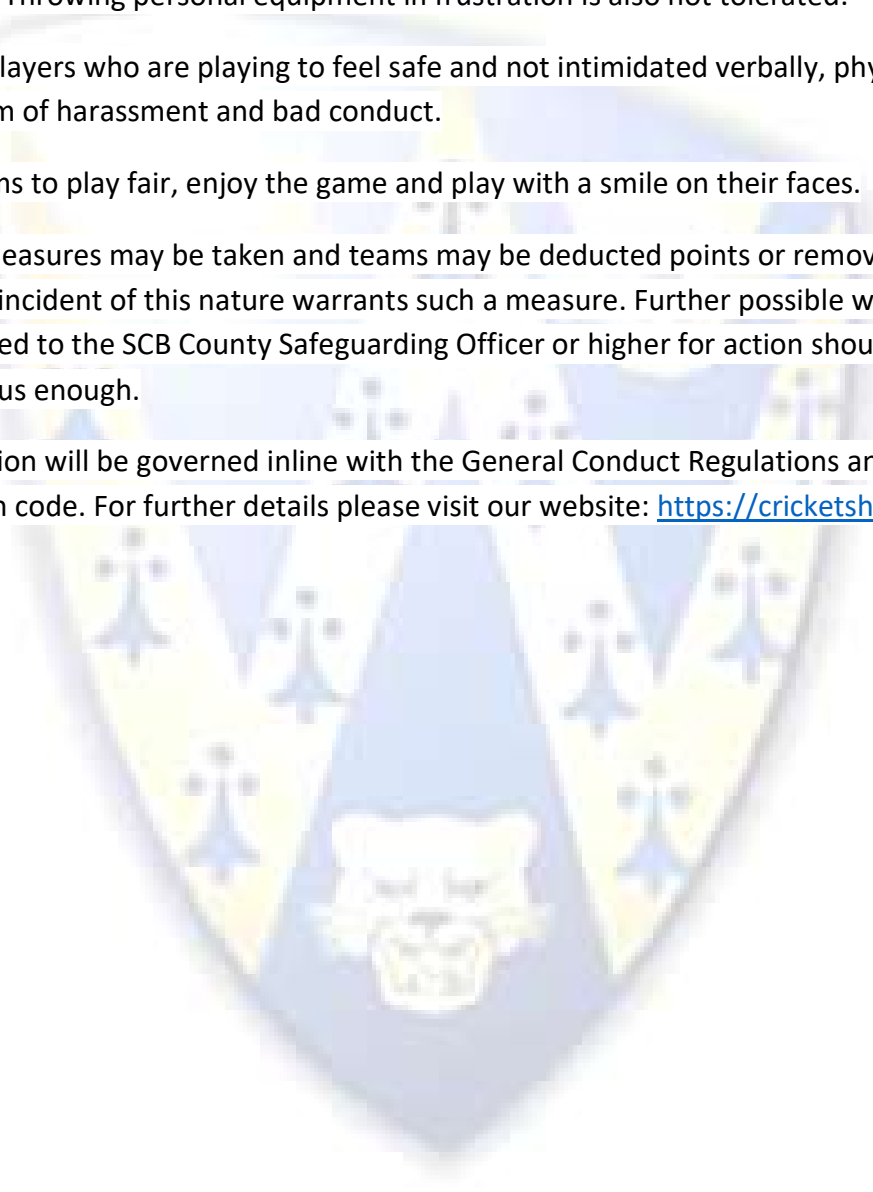 Throwing personal equipment in frustration is also not tolerated.
layers who are playing to feel safe and not intimidated verbally, phy
m of harassment and bad conduct.
ns to play fair, enjoy the game and play with a smile on their faces.
easures may be taken and teams may be deducted points or remov
incident of this nature warrants such a measure. Further possible w
ed to the SCB County Safeguarding Officer or higher for action shou
us enough.
ion will be governed inline with the General Conduct Regulations an
n code. For further details please visit our website: https://cricketsh